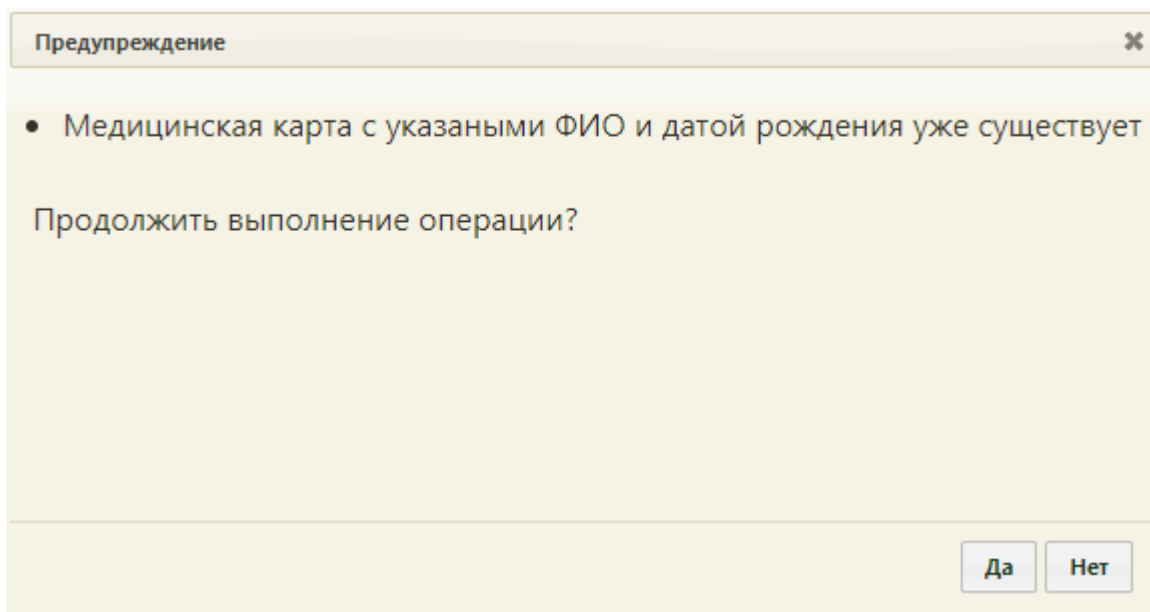 Предупреждение
Медицинская карта с указаными ФИО и датой рождения уже существует
Продолжить выполнение операции?
Да Нет